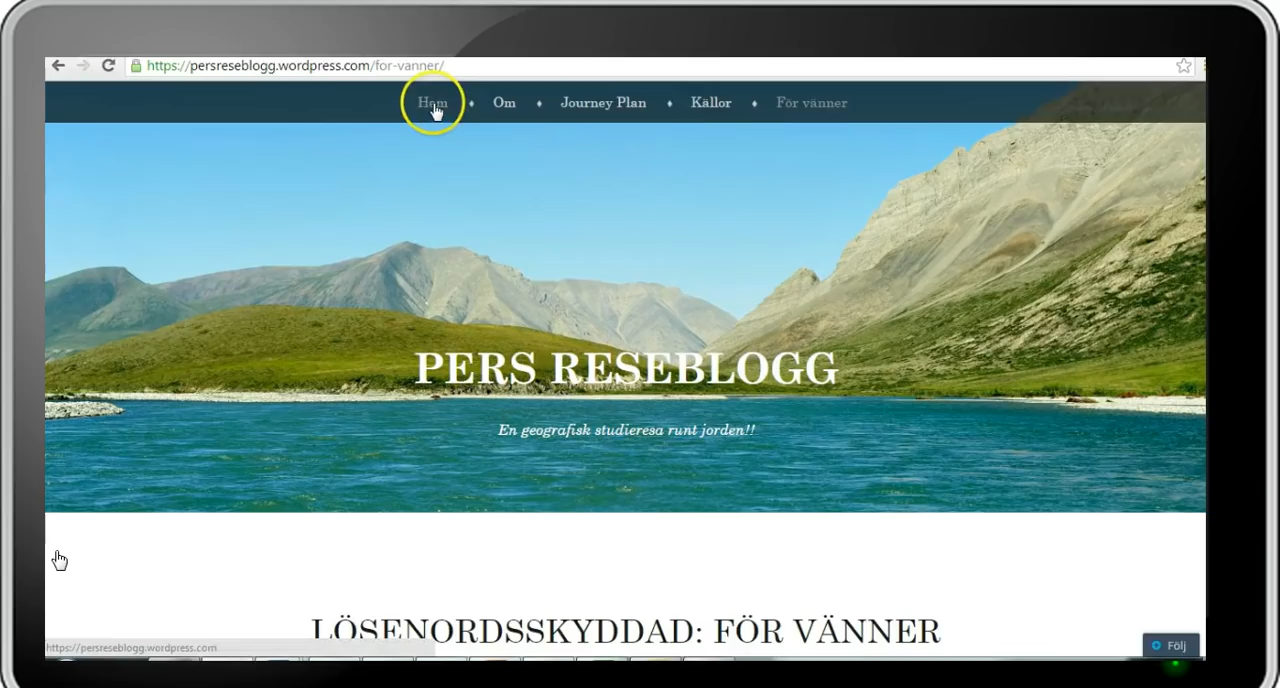 https://persreseblogg.wordpress.com/for-vanner/
Hem ♦ Om ♦ Journey Plan ♦ Källor ♦ För vänner
PERS RESEBLOGG
En geografisk studieresa runt jorden!!
LÖSENORDSSKYDDAD: FÖR VÄNNER
https://persreseblogg.wordpress.com
Följ